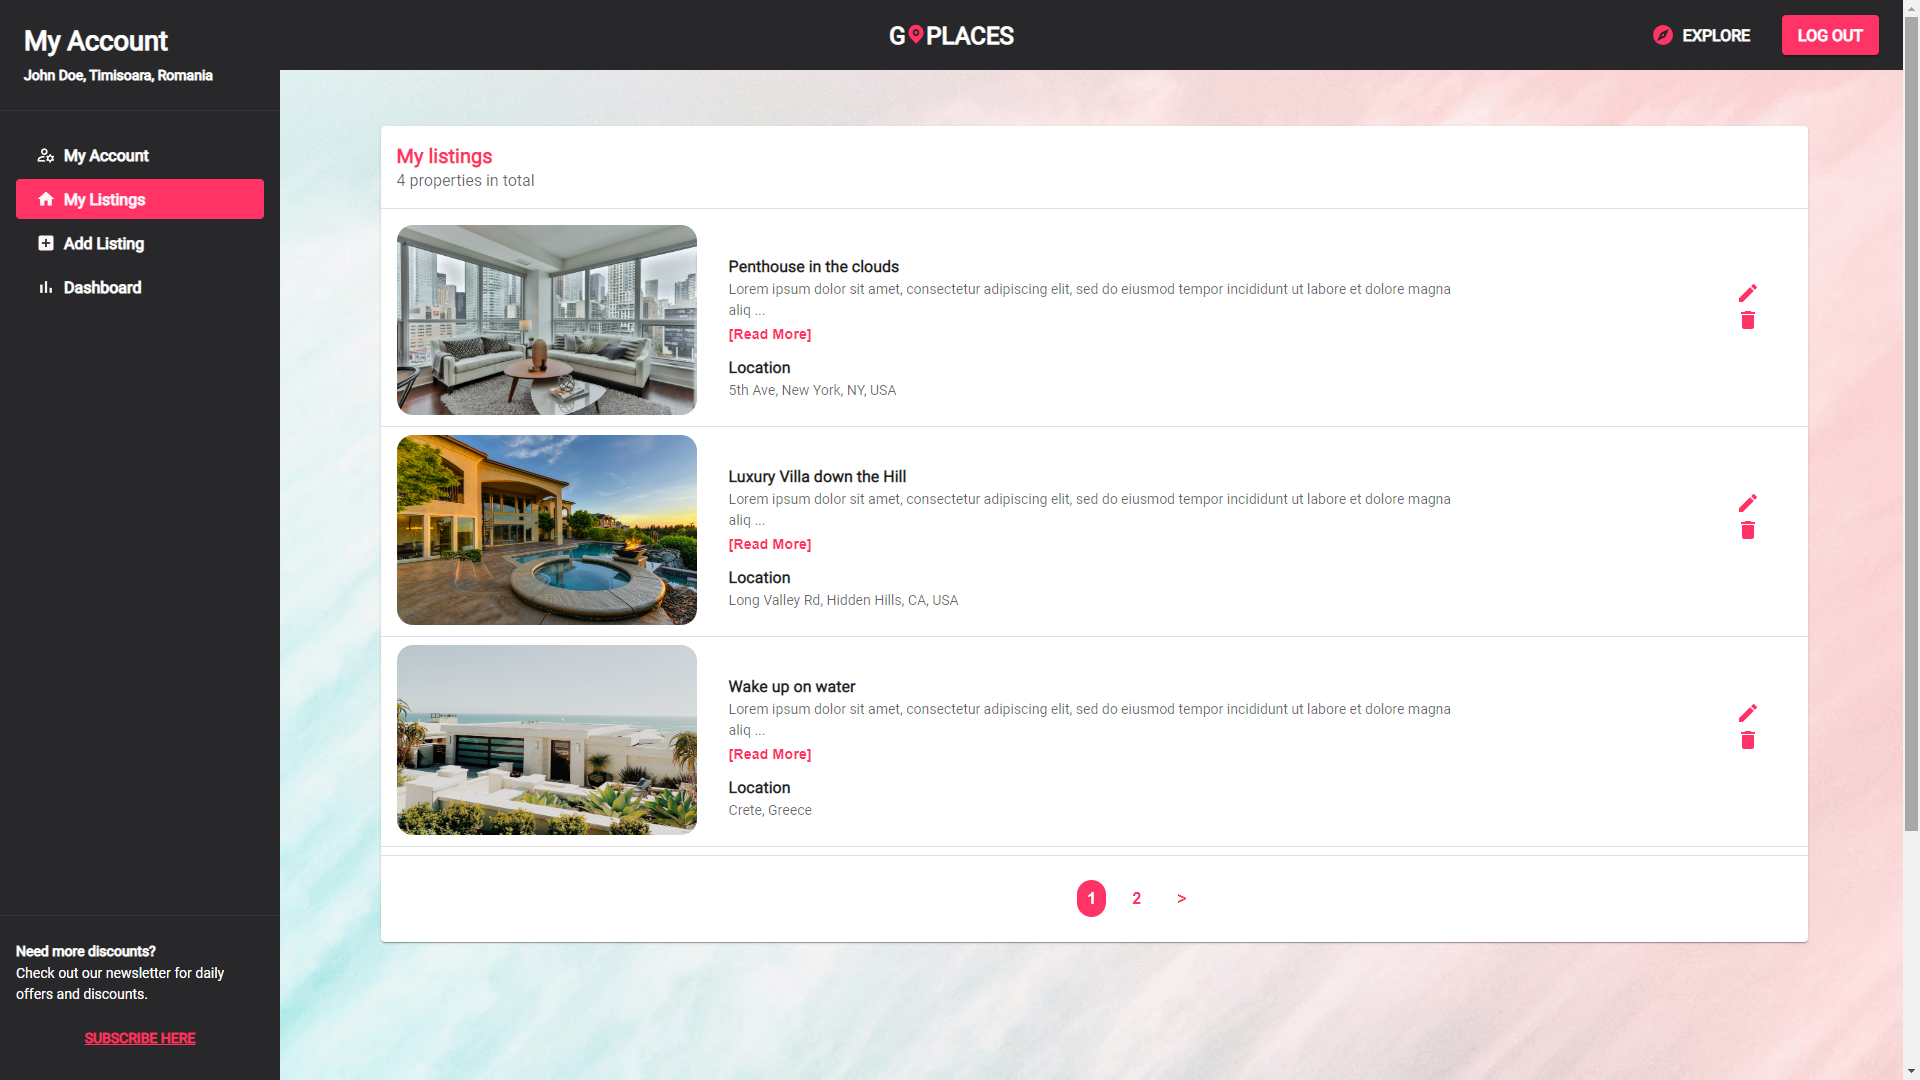 My Account
John Doe, Timisoara, Romania
My Account
My Listings
Add Listing
Dashboard
Need more discounts?
Check out our newsletter for daily
offers and discounts.
SUBSCRIBE HERE
G PLACES
EXPLORE
LOG OUT
My listings
4 properties in total
Penthouse in the clouds
Lorem ipsum dolor sit amet, consectetur adipiscing elit, sed do eiusmod tempor incididunt ut labore et dolore magna
aliq ...
[Read More]
Location
5th Ave, New York, NY, USA
Luxury Villa down the Hill
Lorem ipsum dolor sit amet, consectetur adipiscing elit, sed do eiusmod tempor incididunt ut labore et dolore magna
aliq ...
[Read More]
Location
Long Valley Rd, Hidden Hills, CA, USA
Wake up on water
Lorem ipsum dolor sit amet, consectetur adipiscing elit, sed do eiusmod tempor incididunt ut labore et dolore magna
aliq ...
[Read More]
Location
Crete, Greece
1 2 >